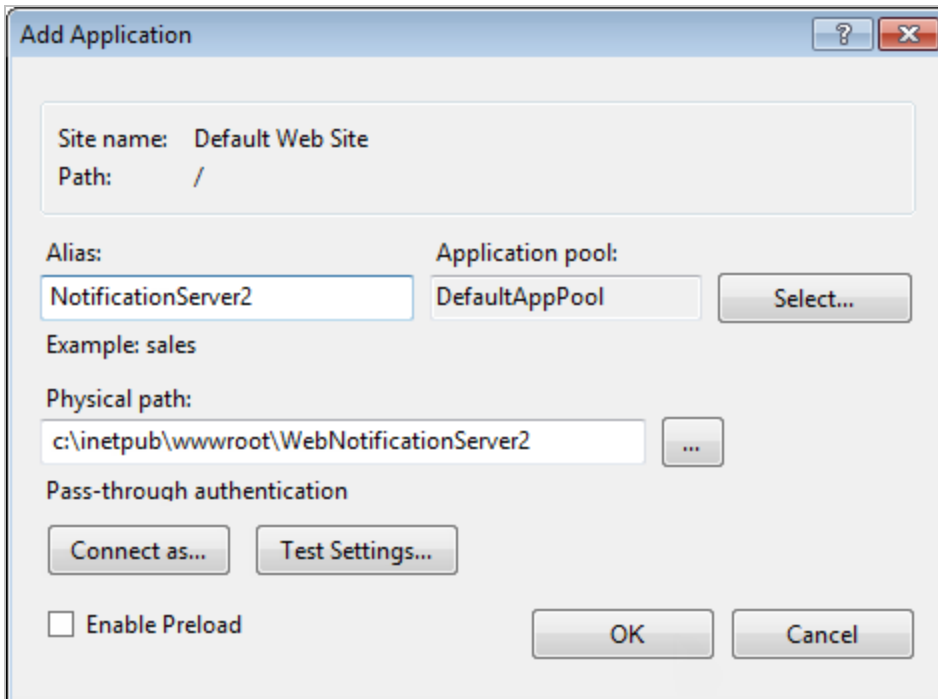 Add Application
Site name: Default Web Site
Path: /
Alias: Application pool:
NotificationServer2 DefaultAppPool Select...
Example: sales
Physical path:
c:\inetpub\wwwroot\WebNotificationServer2 ...
Pass-through authentication
Connect as... Test Settings...
Enable Preload OK Cancel